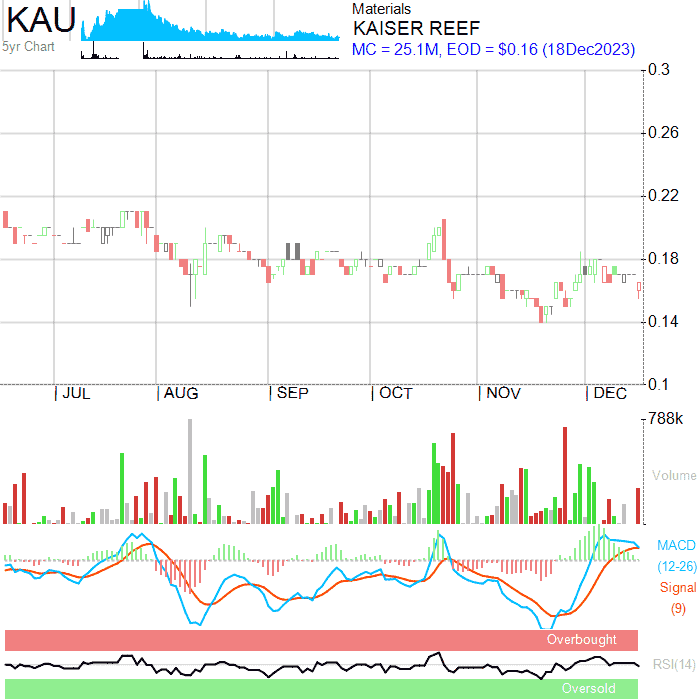 KAU
5yr Chart
Materials
KAISER REEF
MC = 25.1M, EOD = $0.16 (18Dec2023)
0.3
0.26
0.22
0.18
0.14
0.1
JUL
AUG
SEP
OCT
NOV
DEC
788k
Volume
MACD
(12-26)
Signal
(9)
Overbought
RSI(14)
Oversold